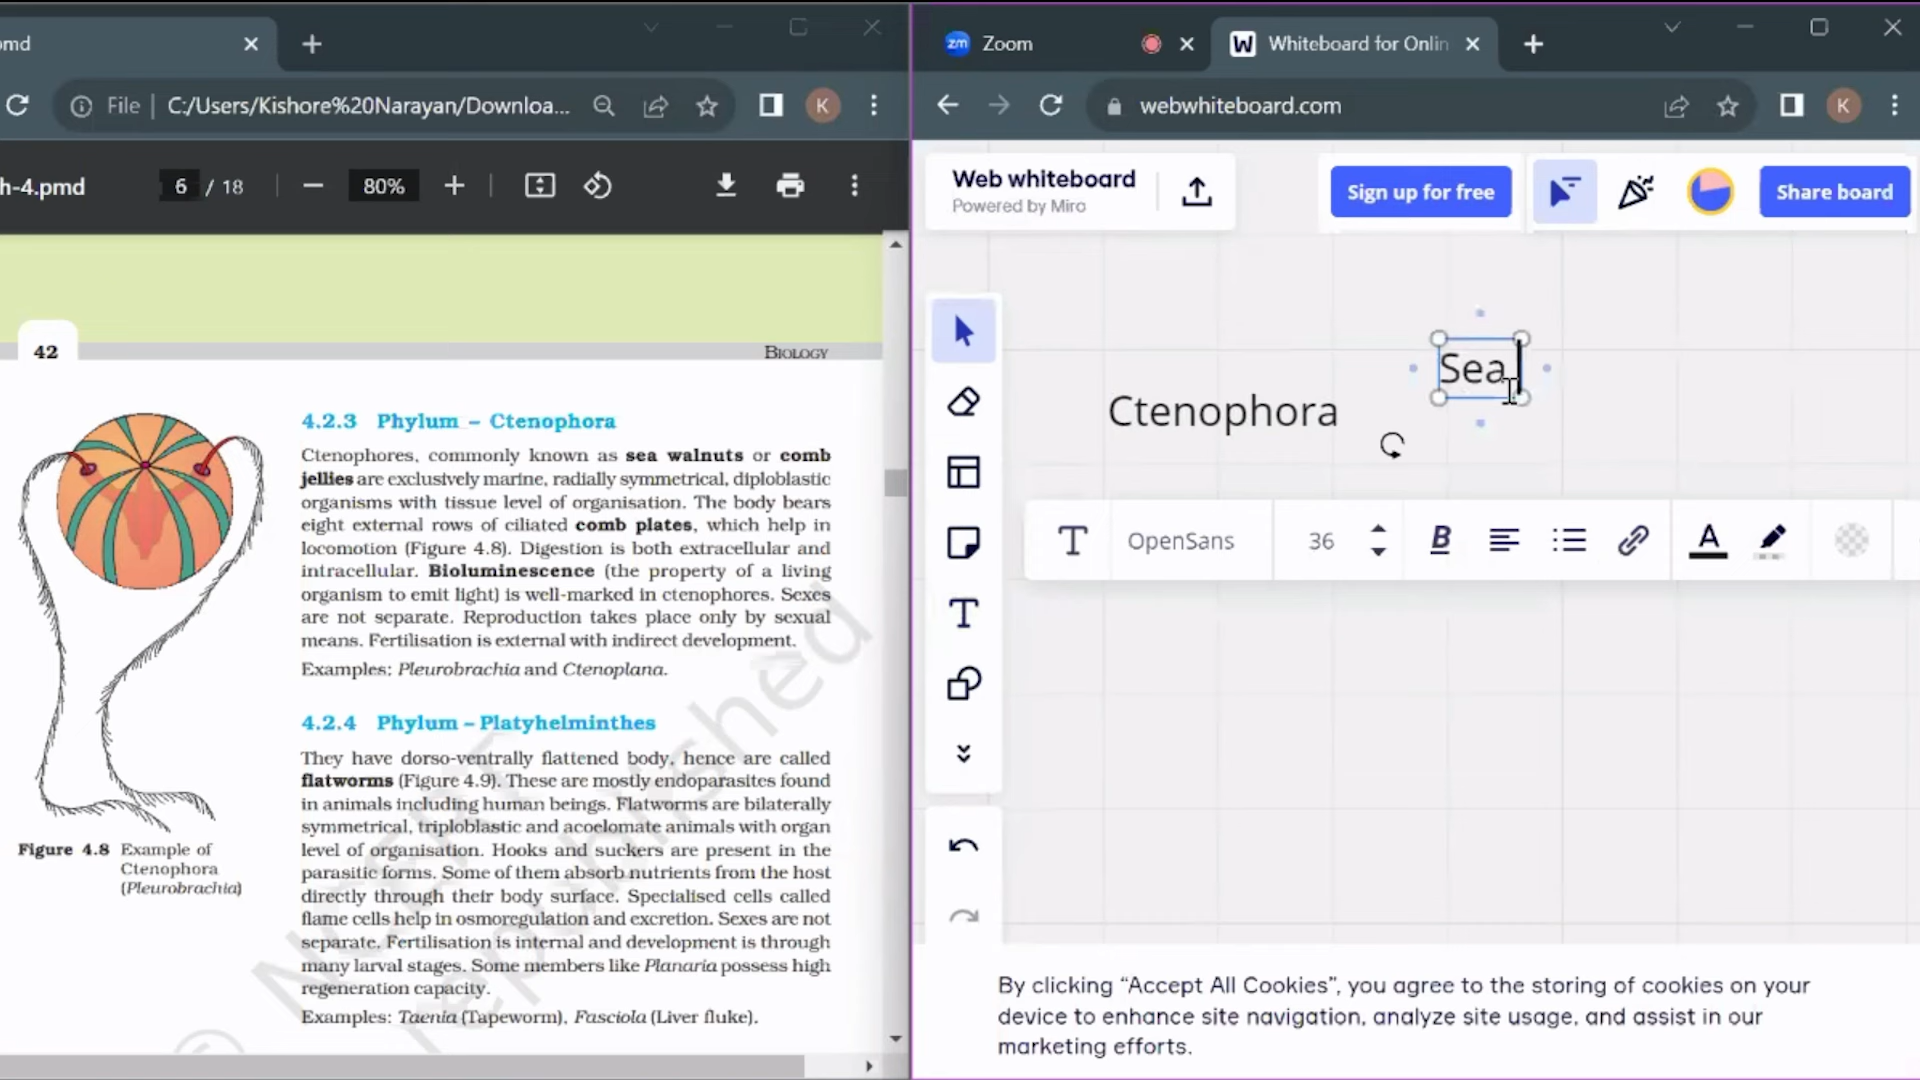 omd
Zoom
Whiteboard for Onlin
File
C:/Users/Kishore%20Narayan/Downloa...
K
webwhiteboard.com
K
h-4.pmd
6 / 18
80%
Web whiteboard
Powered by Miro
Sign up for free
Share board
42
BIOLOGY
4.2.3 Phylum – Ctenophora
Ctenophores, commonly known as sea walnuts or comb
jellies are exclusively marine, radially symmetrical, diploblastic
organisms with tissue level of organisation. The body bears
eight external rows of ciliated comb plates, which help in
locomotion (Figure 4.8). Digestion is both extracellular and
intracellular. Bioluminescence (the property of a living
organism to emit light) is well-marked in ctenophores. Sexes
are not separate. Reproduction takes place only by sexual
means. Fertilisation is external with indirect development.
Examples: Pleurobrachia and Ctenoplana.
4.2.4 Phylum – Platyhelminthes
They have dorso-ventrally flattened body, hence are called
flatworms (Figure 4.9). These are mostly endoparasites found
in animals including human beings. Flatworms are bilaterally
symmetrical, triploblastic and acoelomate animals with organ
level of organisation. Hooks and suckers are present in the
parasitic forms. Some of them absorb nutrients from the host
directly through their body surface. Specialised cells called
flame cells help in osmoregulation and excretion. Sexes are not
separate. Fertilisation is internal and development is through
many larval stages. Some members like Planaria possess high
regeneration capacity.
Examples: Taenia (Tapeworm), Fasciola (Liver fluke).
Figure 4.8 Example of
Ctenophora
(Pleurobrachia)
© NCERT
republished
Sea
Ctenophora
OpenSans
36
By clicking “Accept All Cookies”, you agree to the storing of cookies on your
device to enhance site navigation, analyze site usage, and assist in our
marketing efforts.